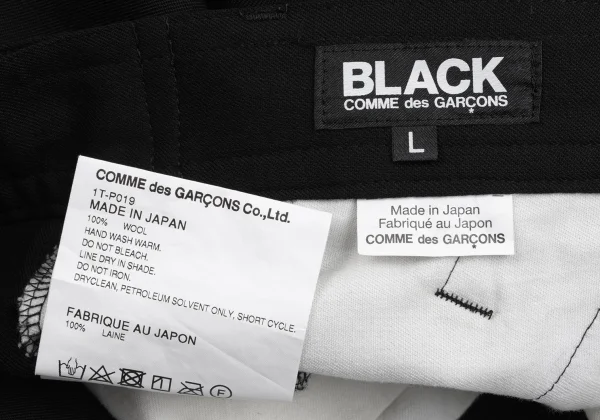 BLACK
COMME des GARÇONS
L
Made in Japan
Fabriqué au Japon
COMME des GARÇONS
COMME des GARÇONS Co.,Ltd.
1T-P019
MADE IN JAPAN
100% WOOL
HAND WASH WARM.
DO NOT BLEACH.
LINE DRY IN SHADE.
DO NOT IRON.
DRYCLEAN, PETROLEUM SOLVENT ONLY, SHORT CYCLE.
FABRIQUE AU JAPON
100% LAINE
F